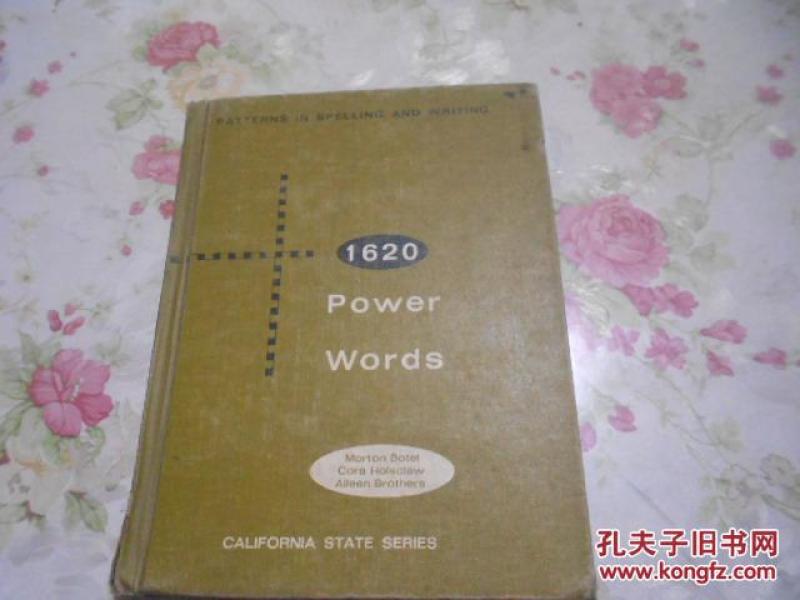 PATTERNS IN SPELLING AND WRITING
1620
Power
Words
Morton Botel
Cora Holsclaw
Aileen Brothers
CALIFORNIA STATE SERIES
孔夫子旧书网
www.kongfz.com